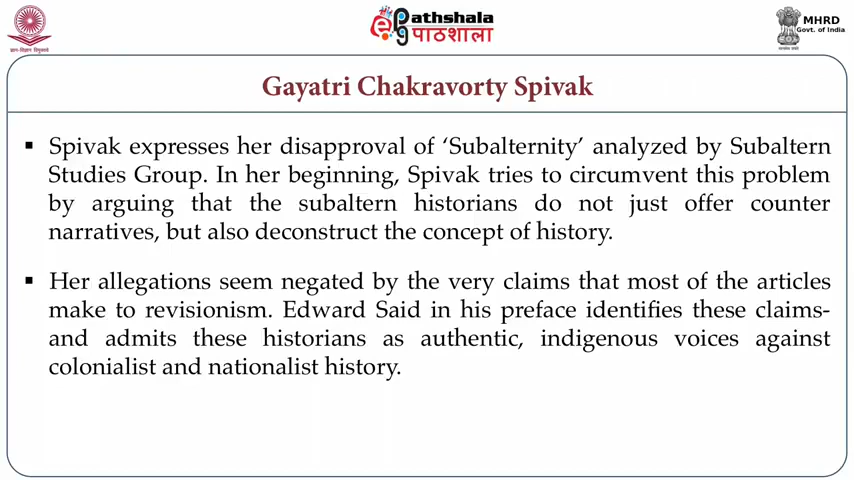 ePathshala
पाठशाला
MHRD
Govt. of India
Gayatri Chakravorty Spivak
▪ Spivak expresses her disapproval of ‘Subalternity’ analyzed by Subaltern
Studies Group. In her beginning, Spivak tries to circumvent this problem
by arguing that the subaltern historians do not just offer counter
narratives, but also deconstruct the concept of history.
▪ Her allegations seem negated by the very claims that most of the articles
make to revisionism. Edward Said in his preface identifies these claims-
and admits these historians as authentic, indigenous voices against
colonialist and nationalist history.